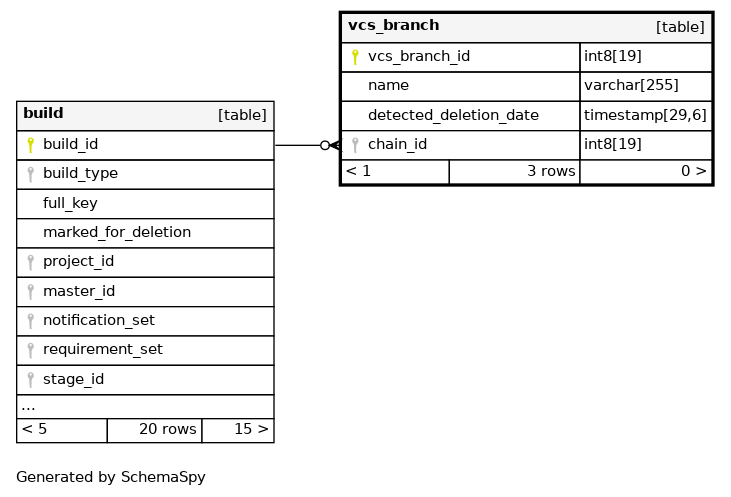 vcs_branch [table]
vcs_branch_id int8[19]
name varchar[255]
detected_deletion_date timestamp[29,6]
chain_id int8[19]
< 1 3 rows 0 >
build [table]
build_id
build_type
full_key
marked_for_deletion
project_id
master_id
notification_set
requirement_set
stage_id
...
< 5 20 rows 15 >
Generated by SchemaSpy